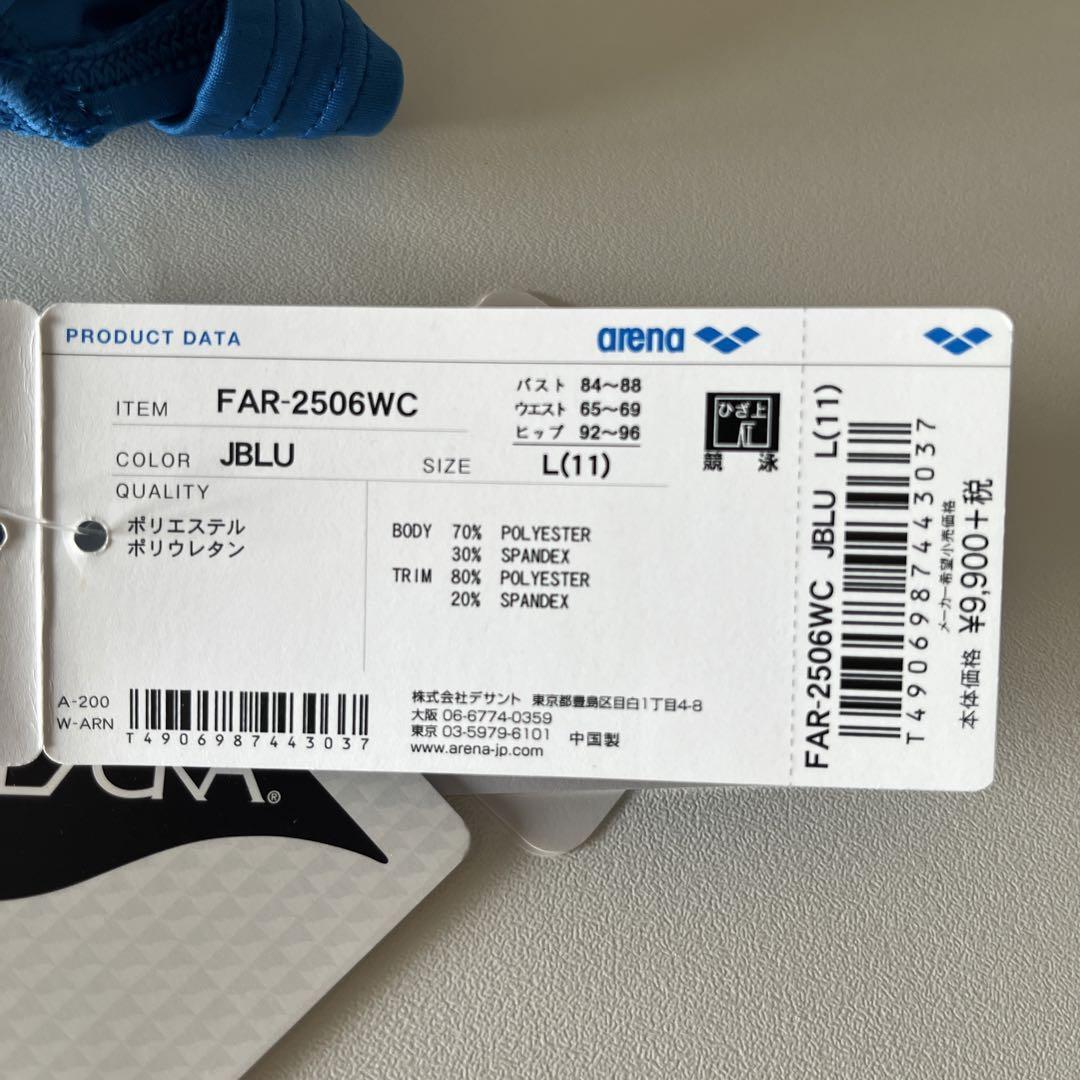 PRODUCT DATA
arena
ITEM FAR-2506WC
バスト 84〜88
ウエスト 65〜69
ヒップ 92〜96
COLOR JBLU
SIZE L(11)
ひざ上
競 泳
QUALITY
ポリエステル
ポリウレタン
BODY 70% POLYESTER
30% SPANDEX
TRIM 80% POLYESTER
20% SPANDEX
A-200
W-ARN
T4906987443037
株式会社デサント 東京都豊島区目白1丁目4-8
大阪 06-6774-0359
東京 03-5979-6101 中国製
www.arena-jp.com
FAR-2506WC JBLU L(11)
T4906987443037
メーカー希望小売価格
本体価格 ¥9,900+税
®